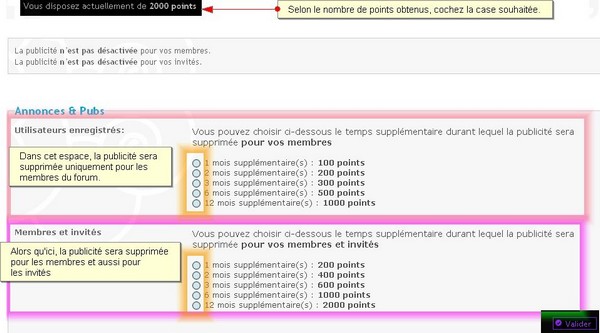 Vous disposez actuellement de 2000 points
Selon le nombre de points obtenus, cochez la case souhaitée.
La publicité n'est pas désactivée pour vos membres.
La publicité n'est pas désactivée pour vos invités.
Annonces & Pubs
Utilisateurs enregistrés:
Vous pouvez choisir ci-dessous le temps supplémentaire durant lequel la publicité sera
supprimée pour vos membres
Dans cet espace, la publicité sera
supprimée uniquement pour les
membres du forum.
1 mois supplémentaire(s) : 100 points
2 mois supplémentaire(s) : 200 points
3 mois supplémentaire(s) : 300 points
6 mois supplémentaire(s) : 500 points
12 mois supplémentaire(s) : 1000 points
Membres et invités
Vous pouvez choisir ci-dessous le temps supplémentaire durant lequel la publicité sera
supprimée pour vos membres et invités
Alors qu'ici, la publicité sera supprimée
pour les membres et aussi pour
les invités
1 mois supplémentaire(s) : 200 points
2 mois supplémentaire(s) : 400 points
3 mois supplémentaire(s) : 600 points
6 mois supplémentaire(s) : 1000 points
12 mois supplémentaire(s) : 2000 points
Valider